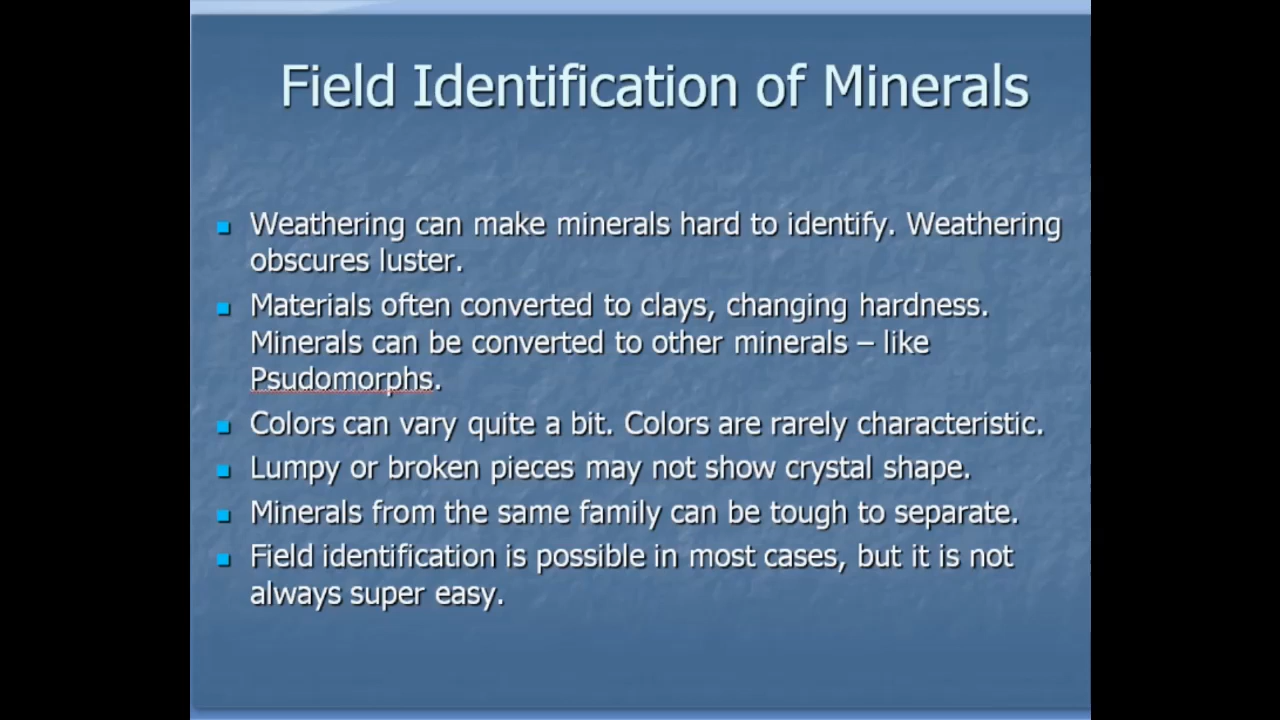 Field Identification of Minerals
Weathering can make minerals hard to identify. Weathering
obscures luster.
Materials often converted to clays, changing hardness.
Minerals can be converted to other minerals – like
Psudomorphs.
Colors can vary quite a bit. Colors are rarely characteristic.
Lumpy or broken pieces may not show crystal shape.
Minerals from the same family can be tough to separate.
Field identification is possible in most cases, but it is not
always super easy.